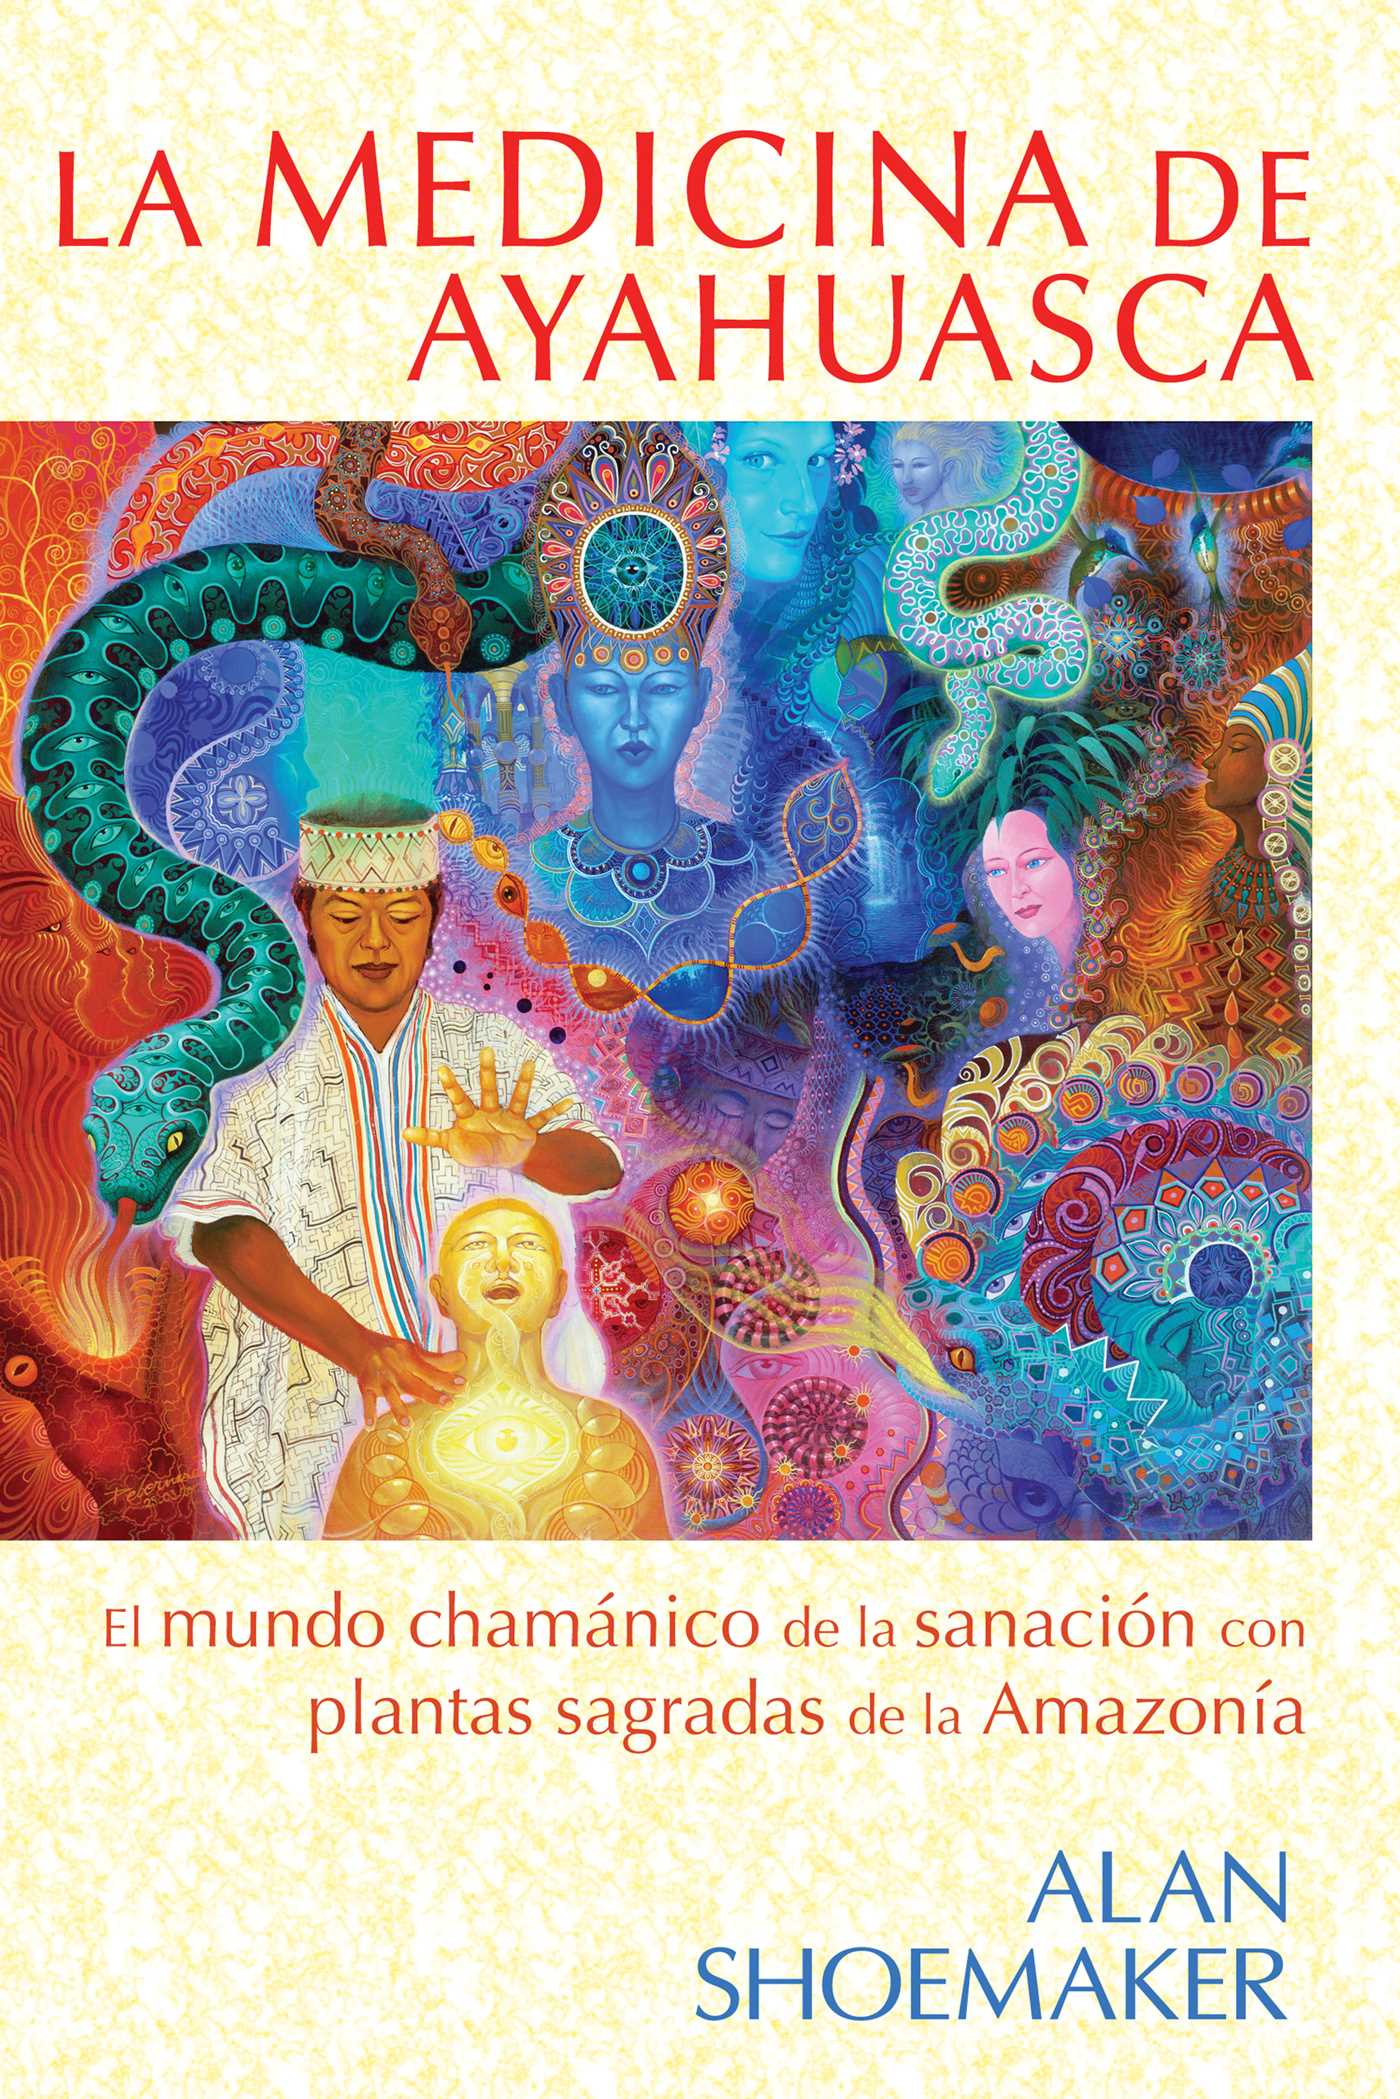 LA MEDICINA DE
AYAHUASCA
El mundo chamánico de la sanación con
plantas sagradas de la Amazonía
ALAN
SHOEMAKER